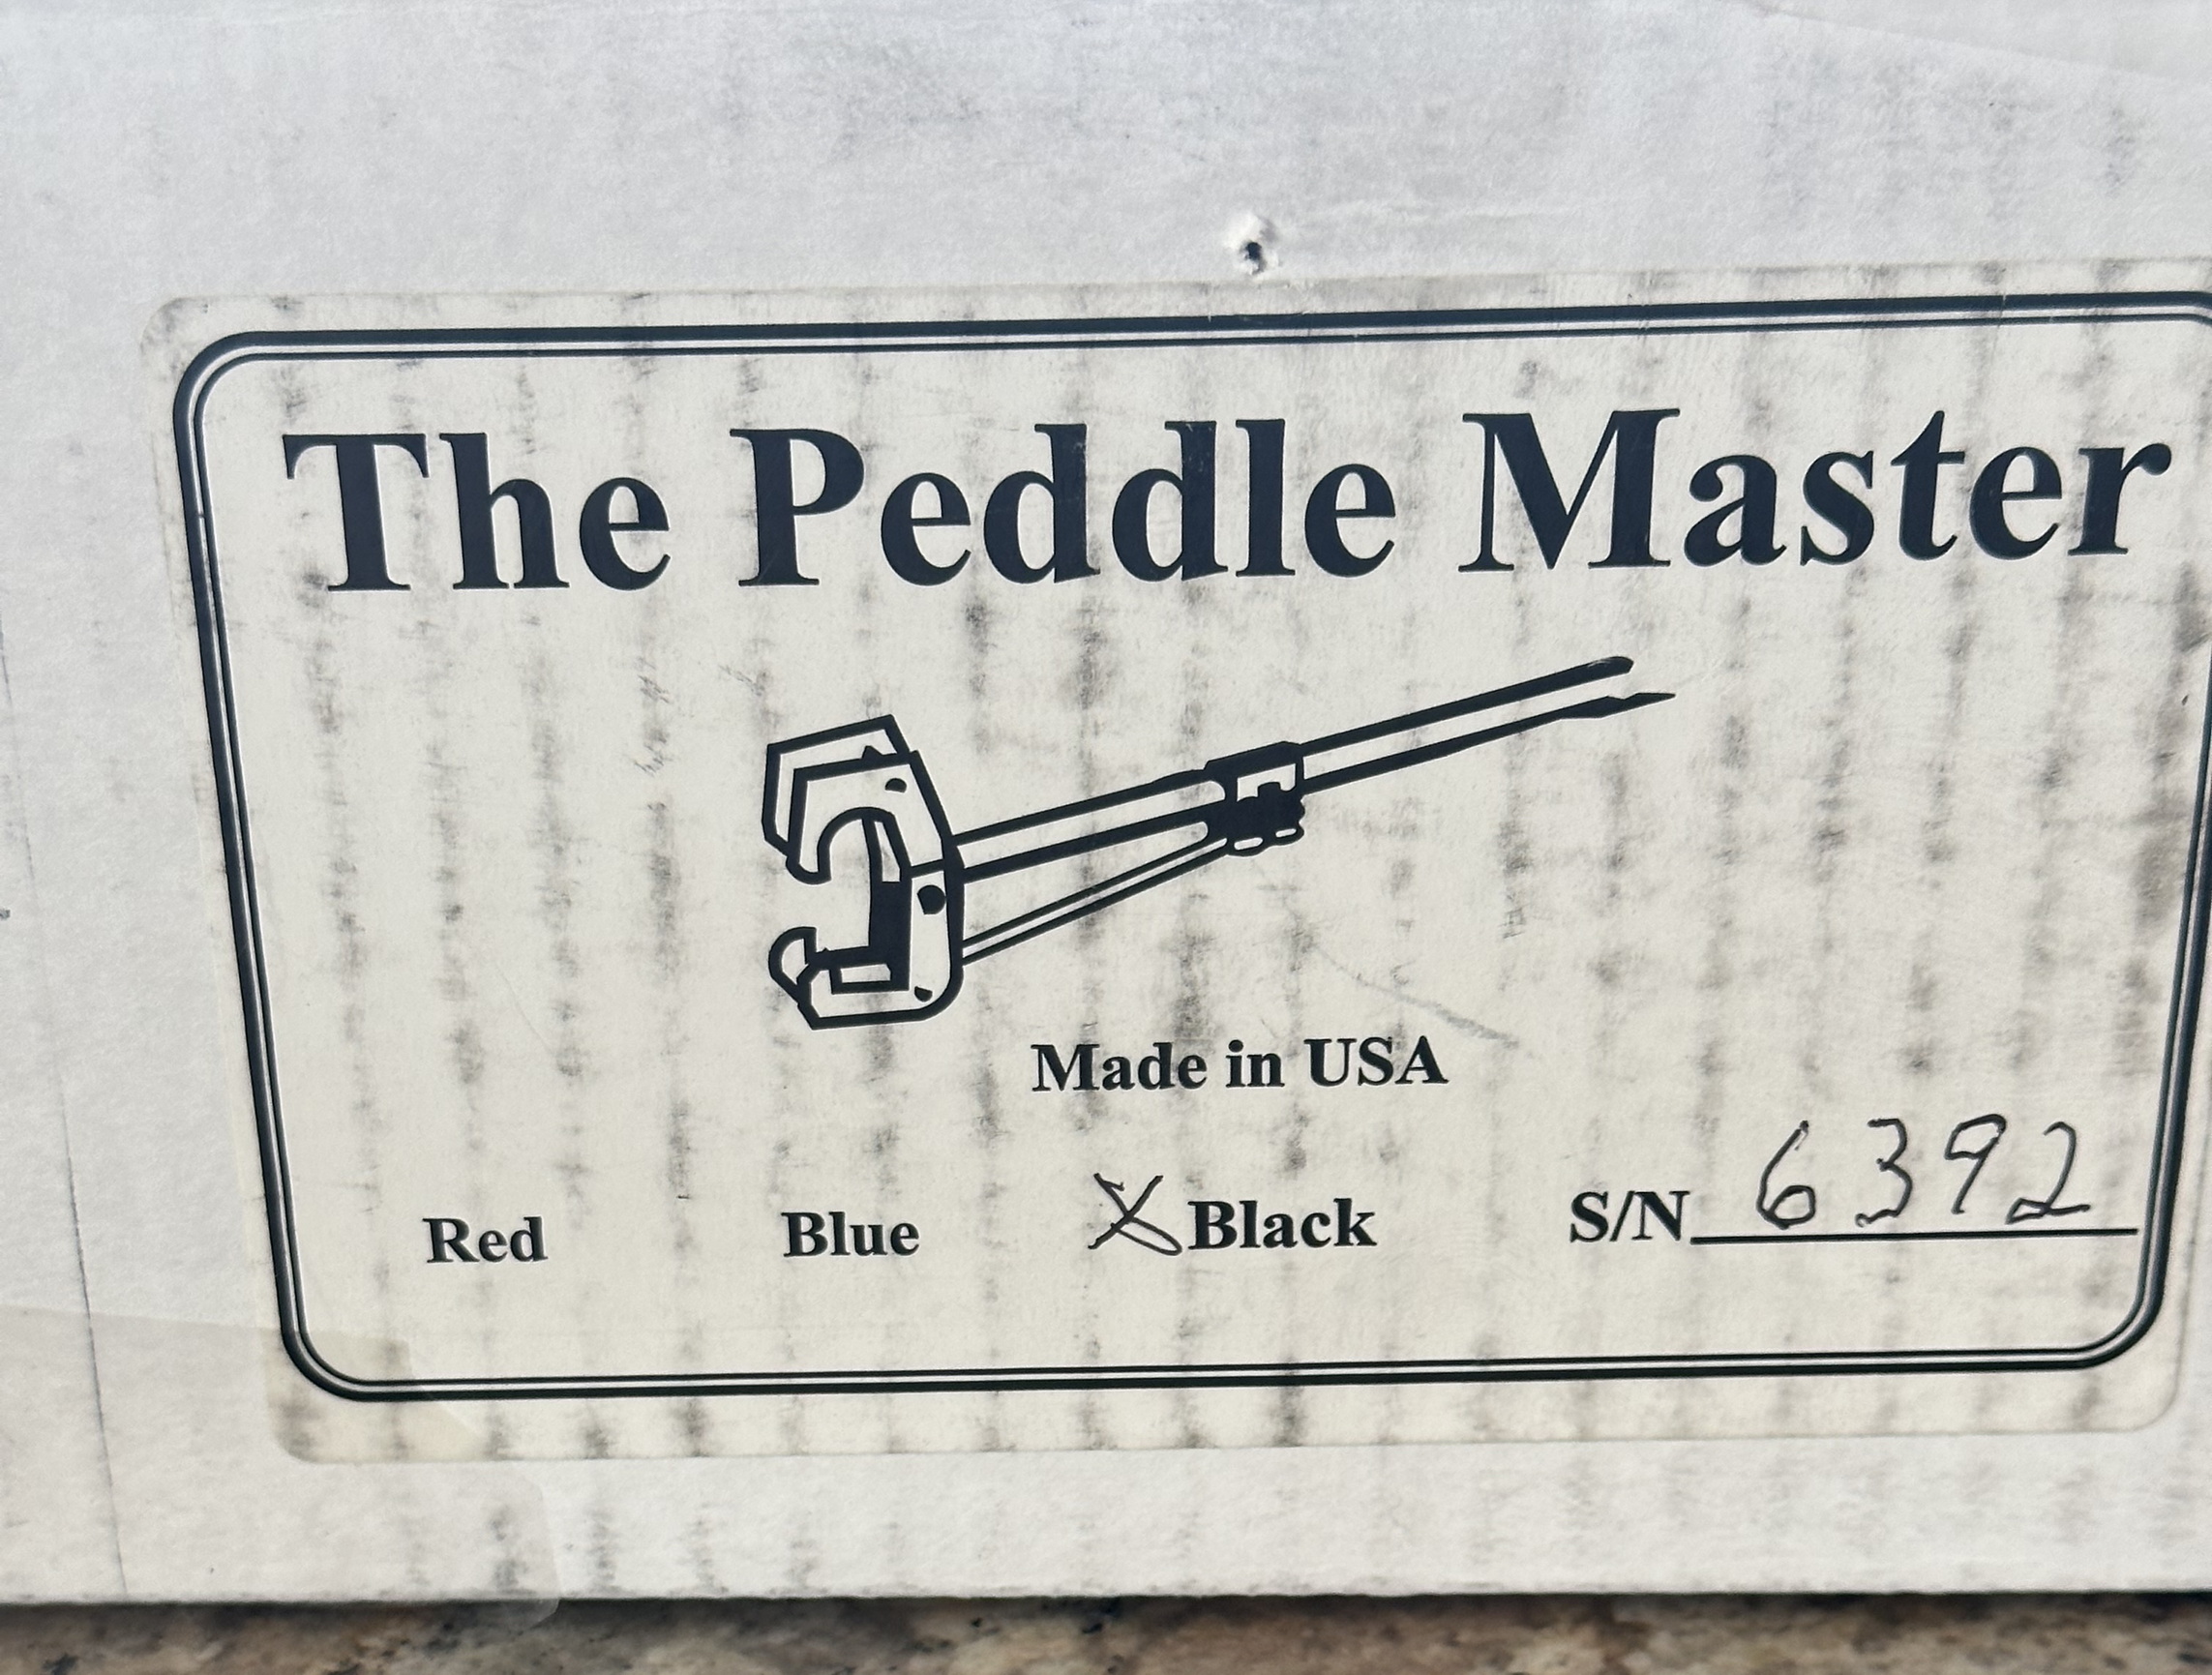 The Peddle Master
Made in USA
Red Blue X Black S/N 6392